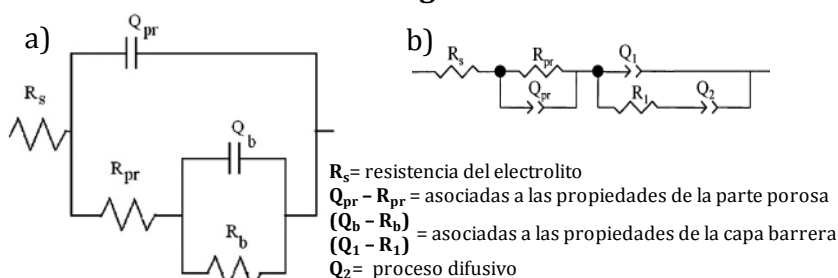 a)
Q_pr
R_s
Q_b
R_pr
R_b
b)
R_s
R_pr
Q_1
Q_pr
R_1
Q_2
R_s= resistencia del electrolito
Q_pr – R_pr = asociadas a las propiedades de la parte porosa
(Q_b – R_b)
(Q_1 – R_1) = asociadas a las propiedades de la capa barrera
Q_2= proceso difusivo